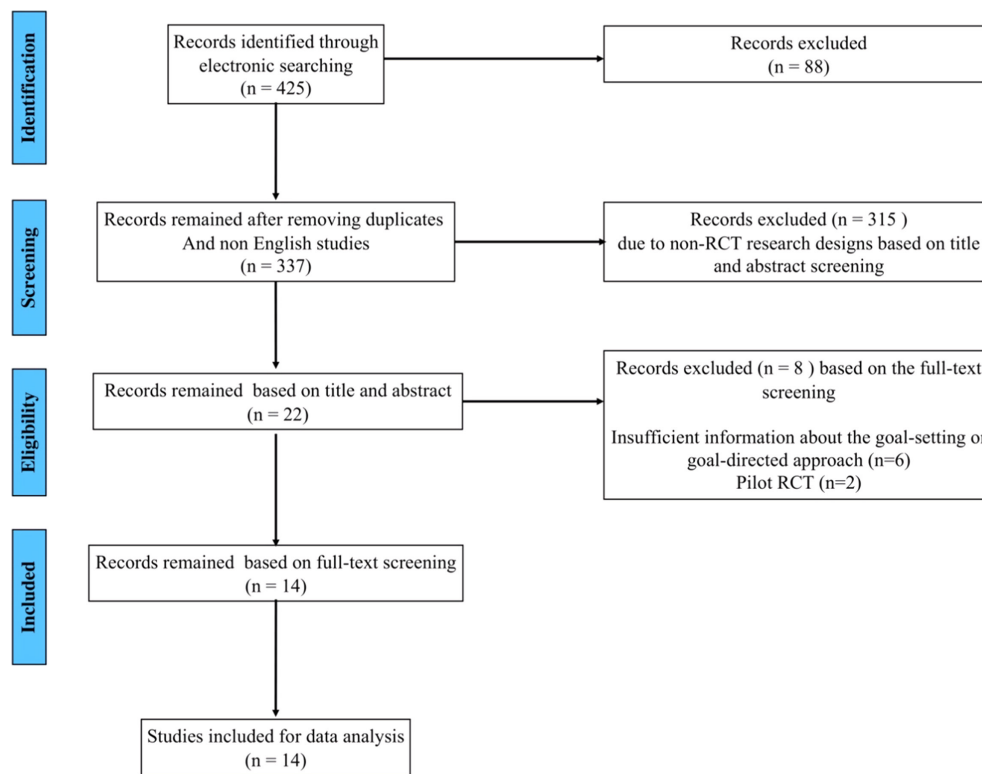 Identification
Records identified through
electronic searching
(n = 425)
Records excluded
(n = 88)
Screening
Records remained after removing duplicates
And non English studies
(n = 337)
Records excluded (n = 315 )
due to non-RCT research designs based on title
and abstract screening
Eligibility
Records remained based on title and abstract
(n = 22)
Records excluded (n = 8 ) based on the full-text
screening
Insufficient information about the goal-setting or
goal-directed approach (n=6)
Pilot RCT (n=2)
Included
Records remained based on full-text screening
(n = 14)
Studies included for data analysis
(n = 14)